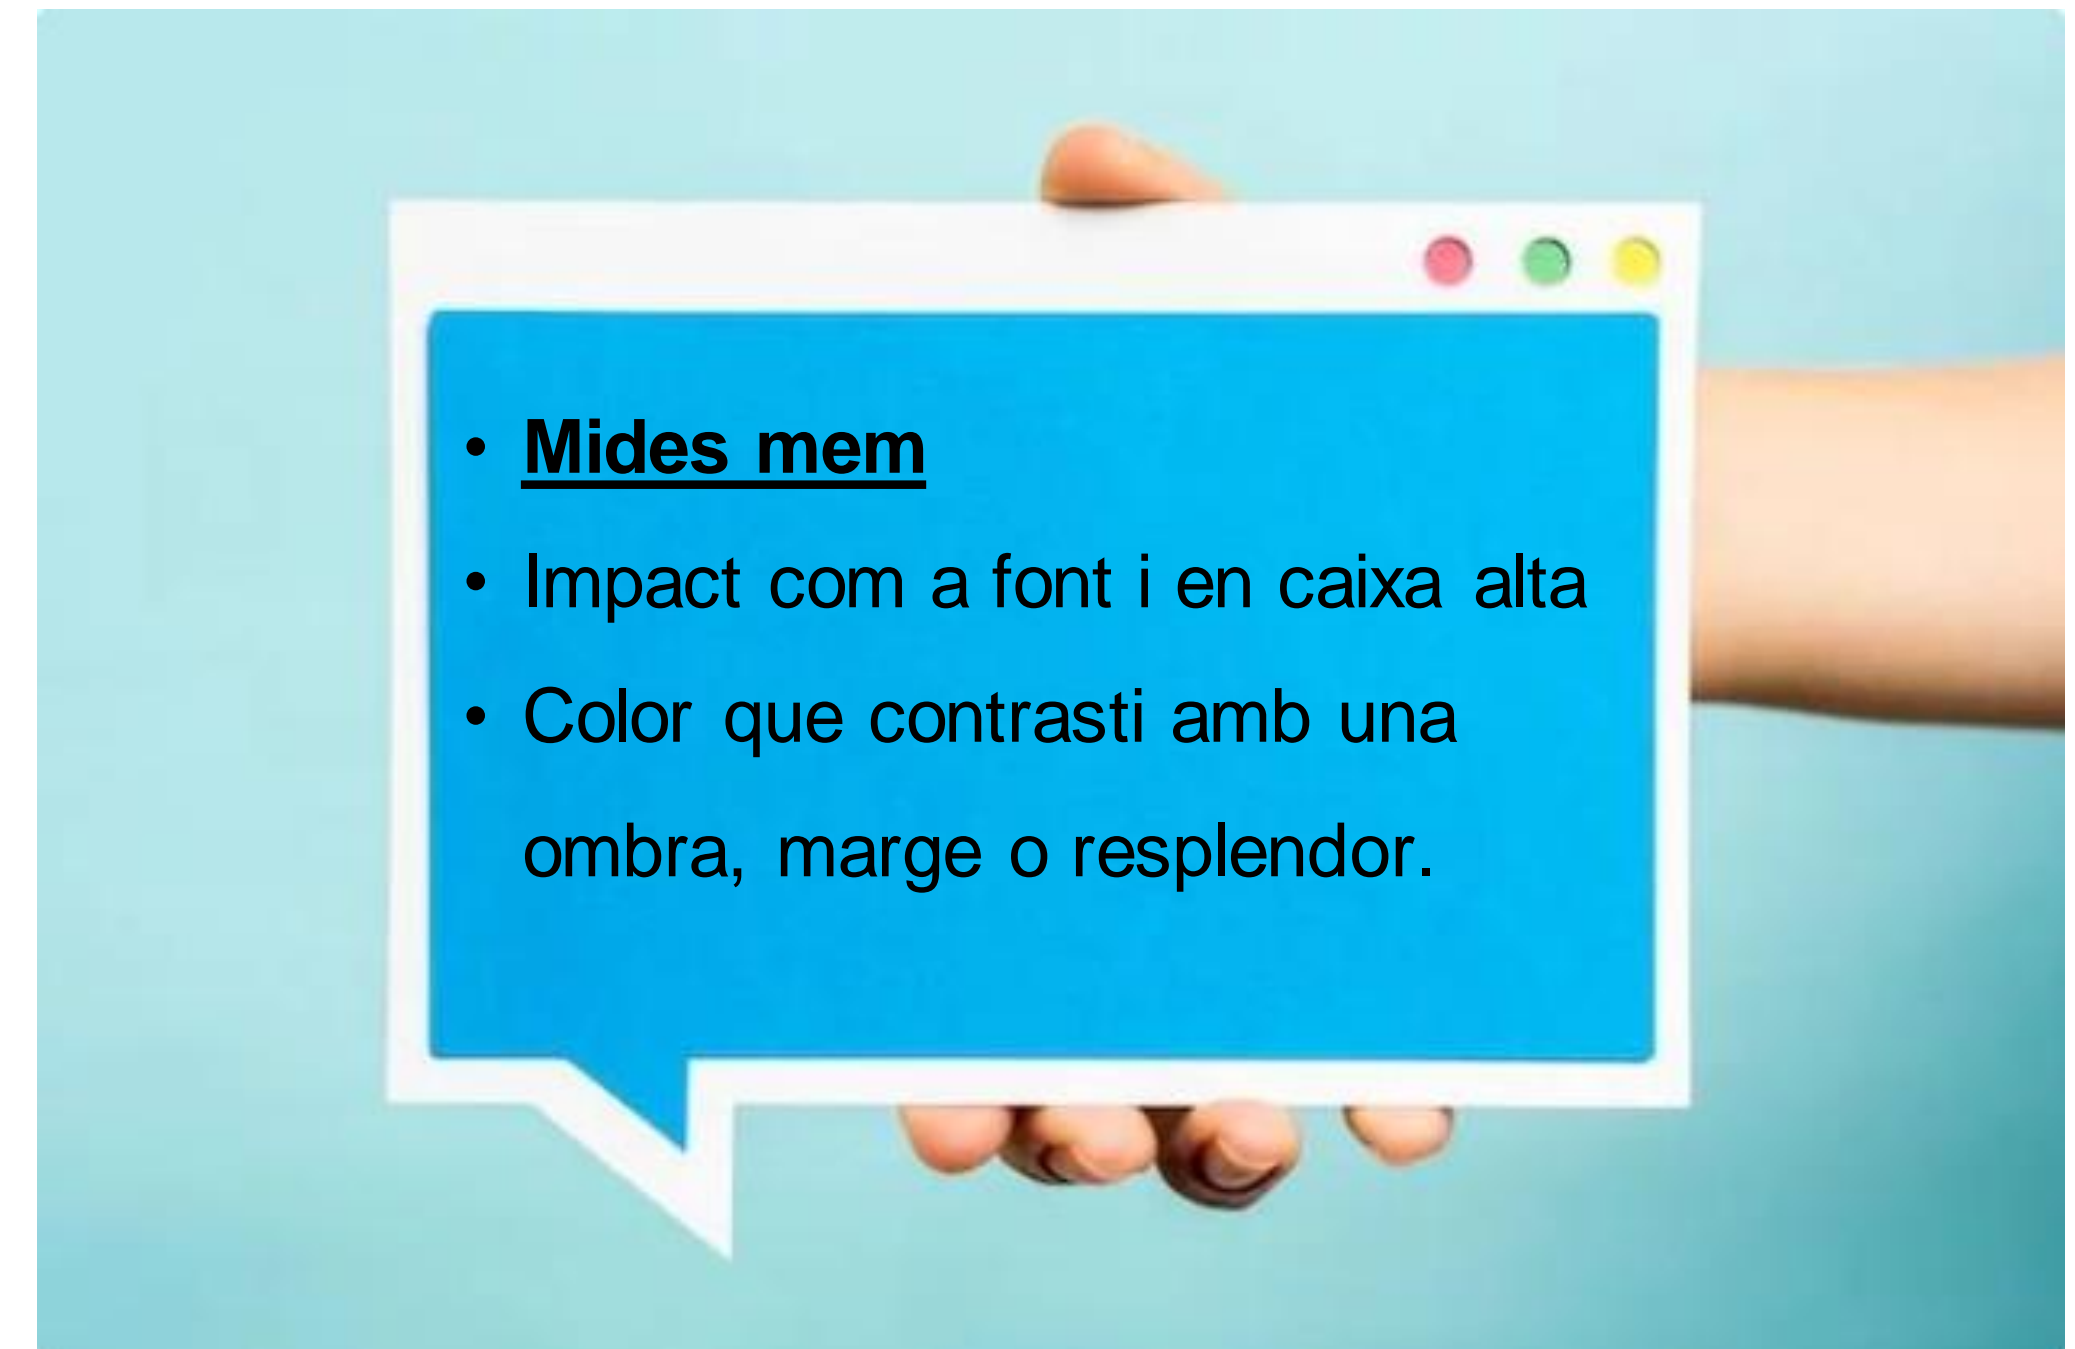 • Mides mem
• Impact com a font i en caixa alta
• Color que contrasti amb una
ombra, marge o resplendor.